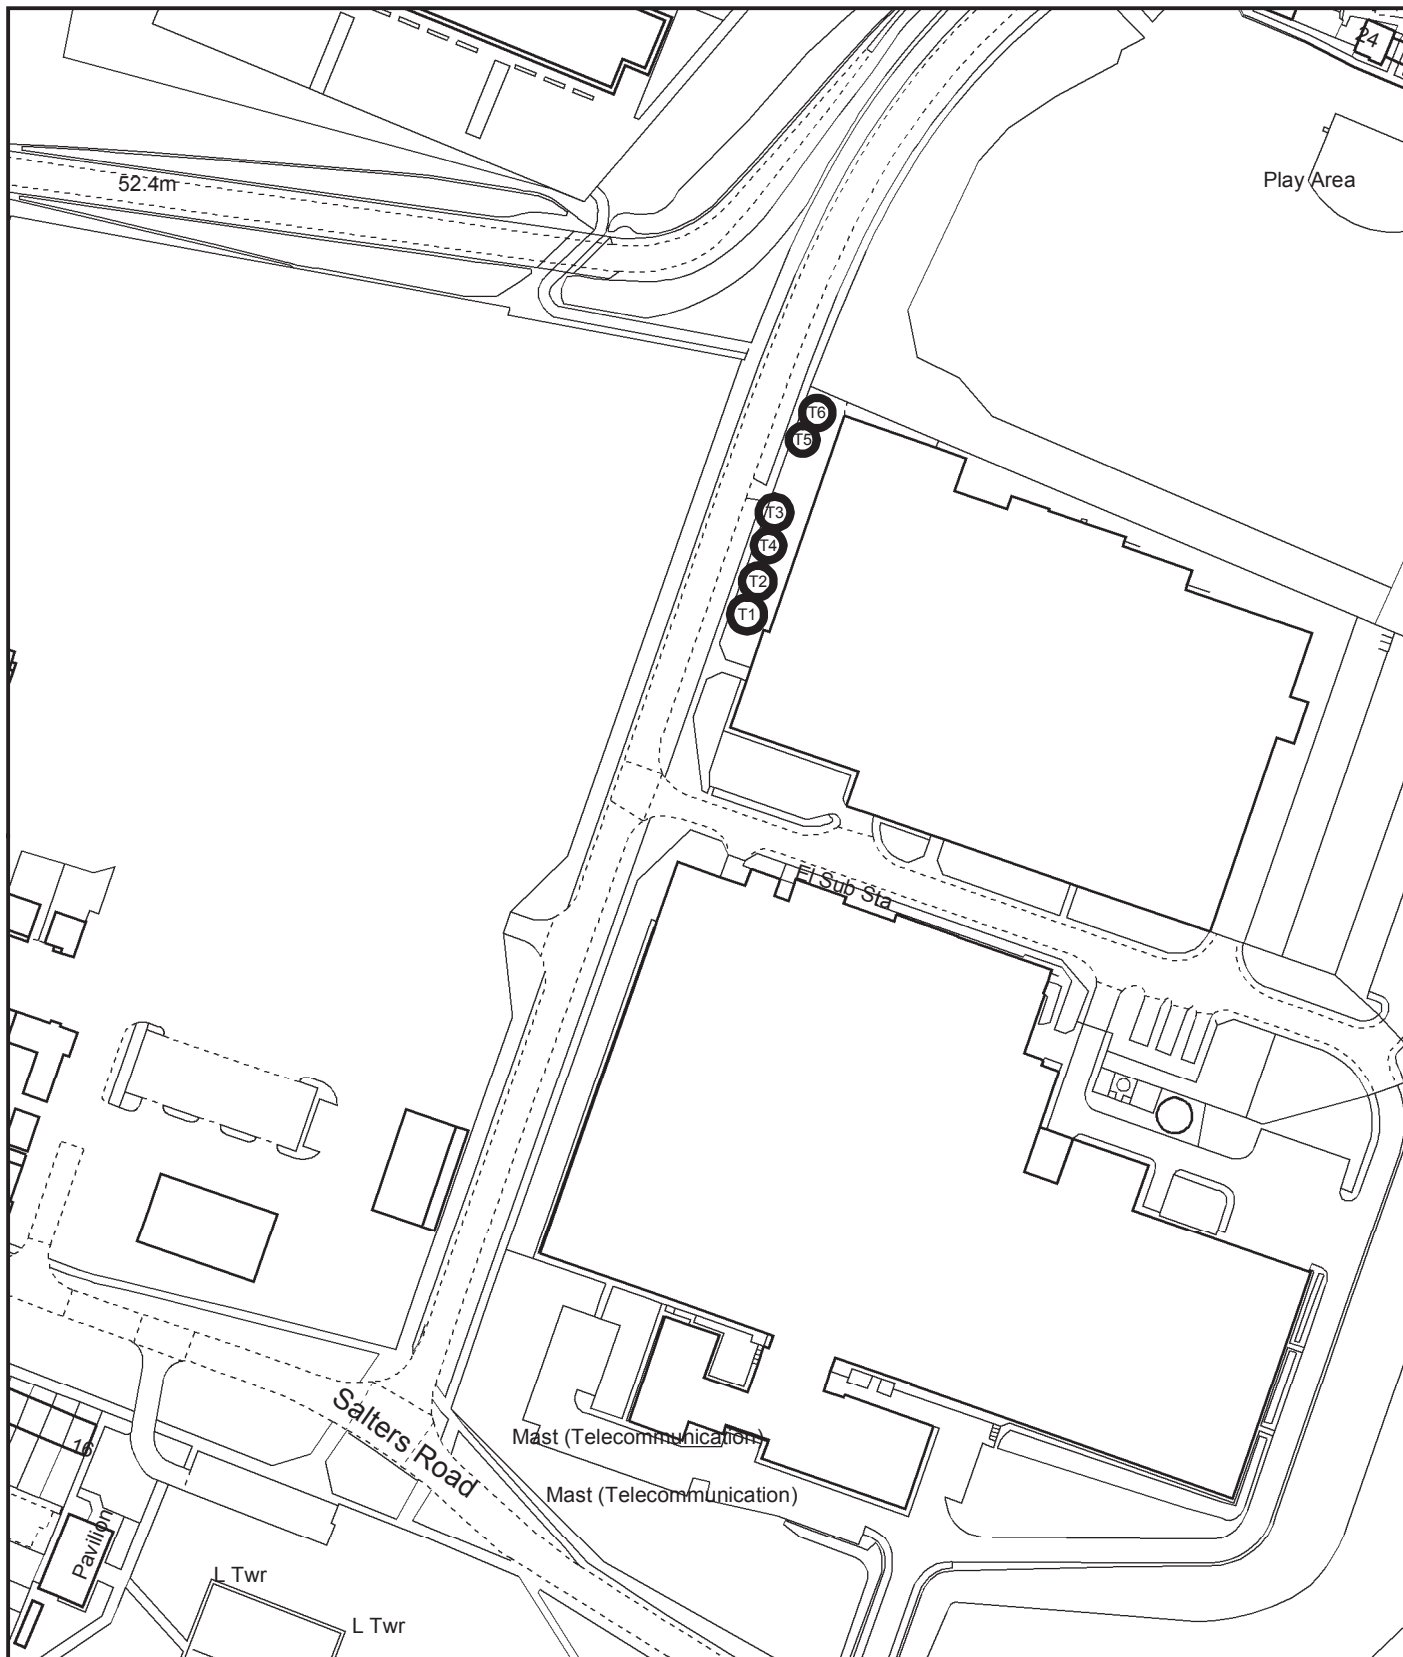 24
52.4m
Play Area
T6
T5
T3
T4
T2
T1
El Sub Sta
Salters Road
Mast (Telecommunication)
16
Mast (Telecommunication)
Pavilion
L Twr
L Twr